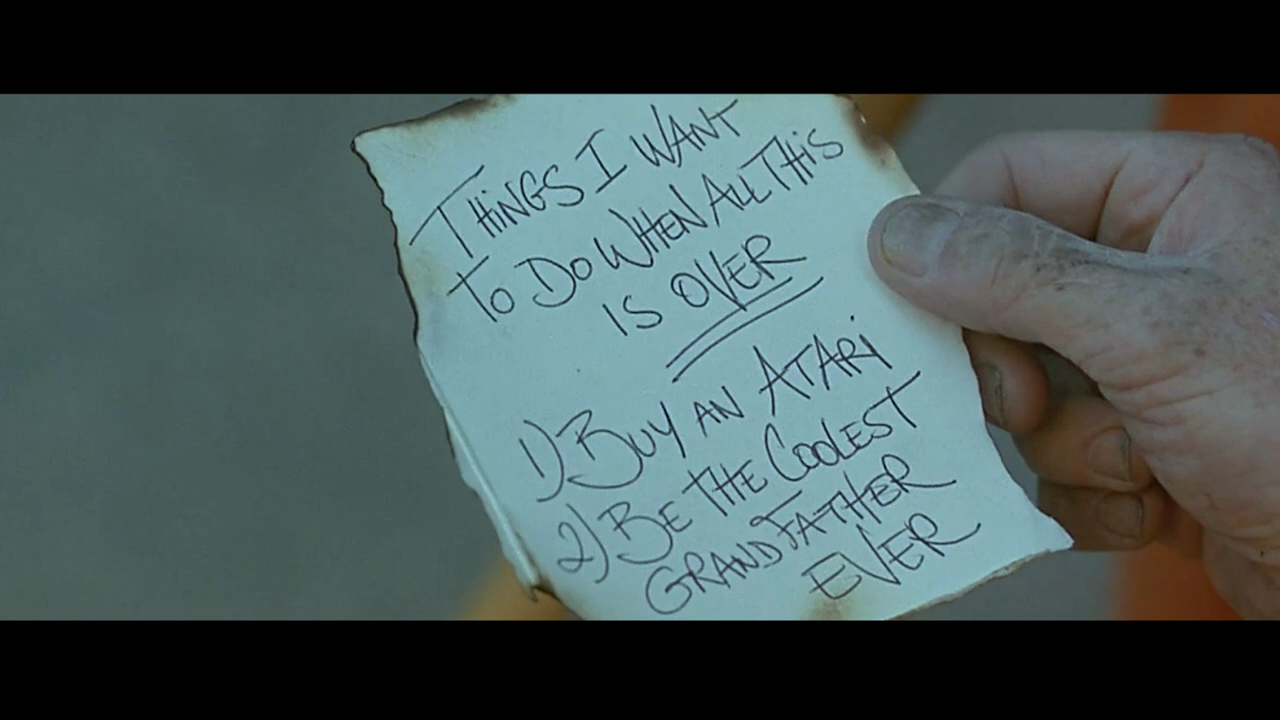 THiNGS I WANT
TO DO WHEN ALL THiS
IS OVER
1) BUY AN ATARi
2) BE THE COOLEST
GRANDFATHER
EVER